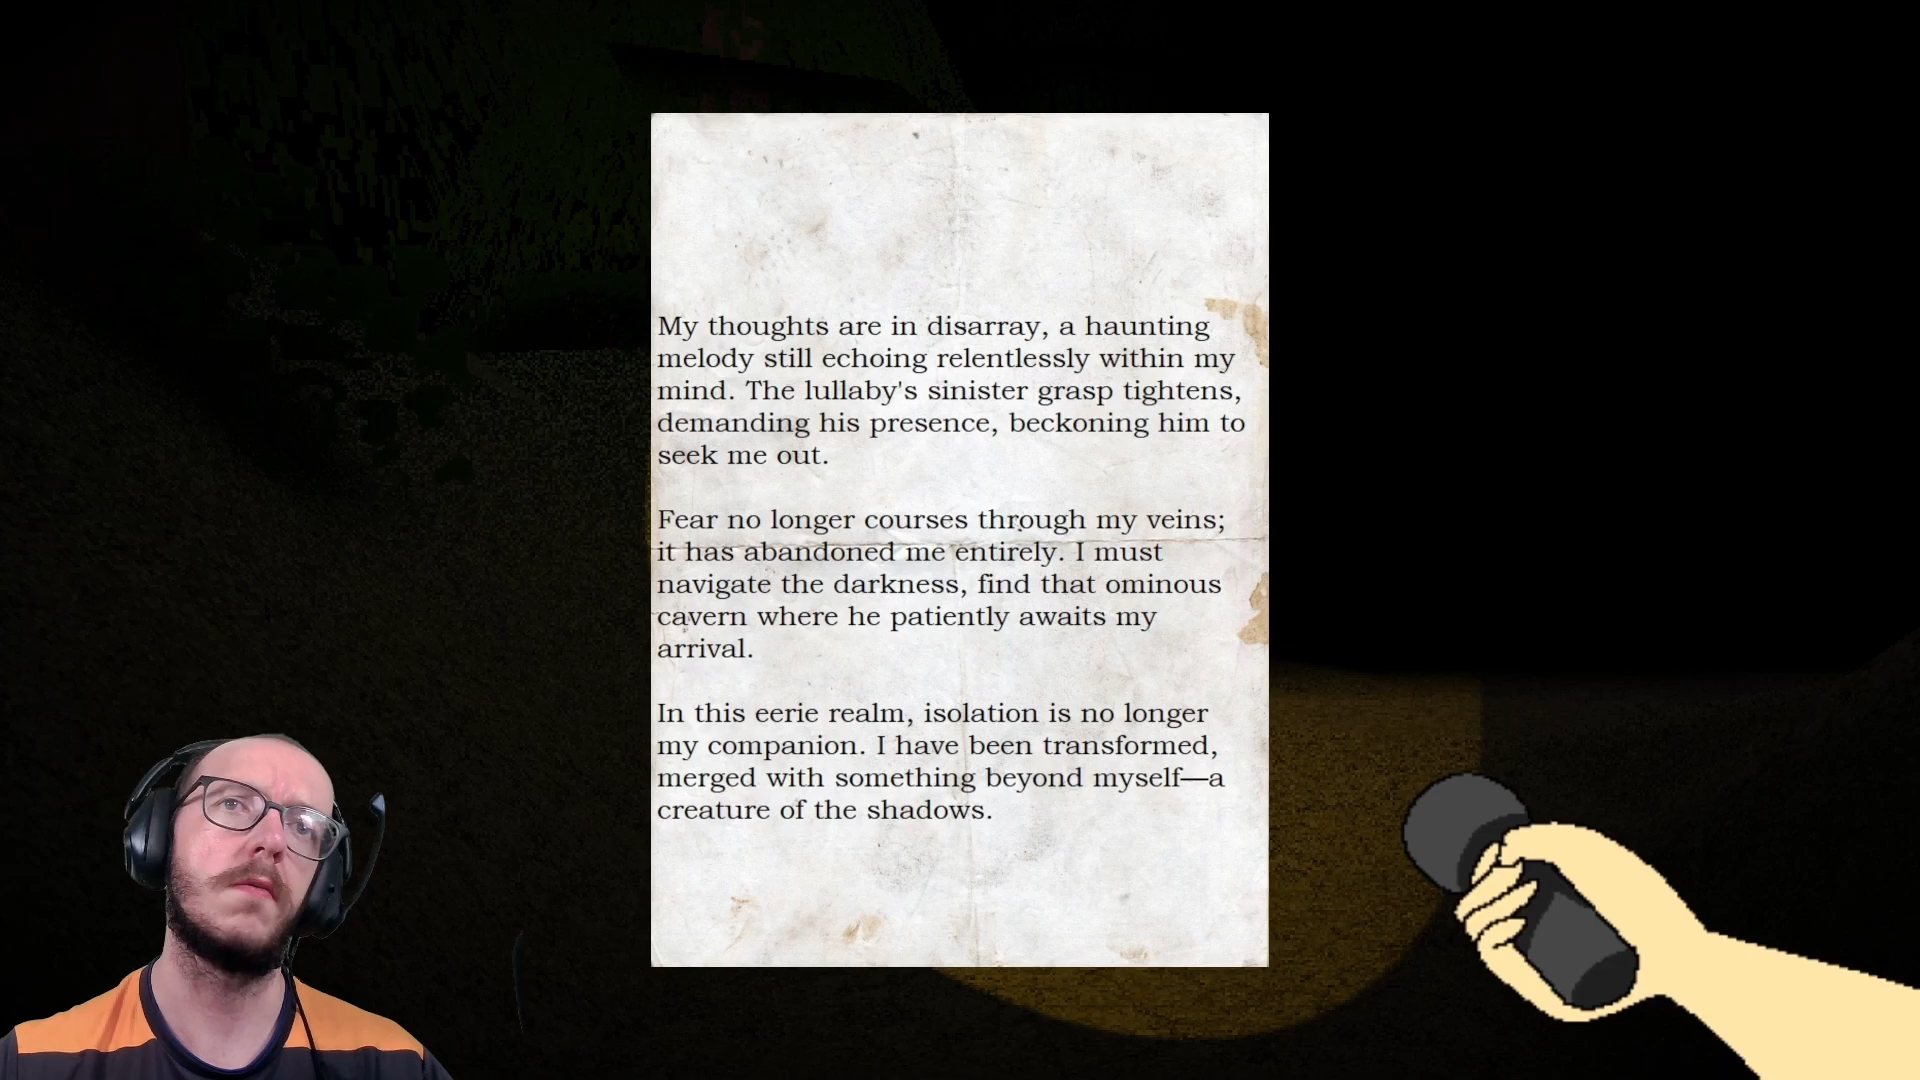 My thoughts are in disarray, a haunting
melody still echoing relentlessly within my
mind. The lullaby's sinister grasp tightens,
demanding his presence, beckoning him to
seek me out.
Fear no longer courses through my veins;
it has abandoned me entirely. I must
navigate the darkness, find that ominous
cavern where he patiently awaits my
arrival.
In this eerie realm, isolation is no longer
my companion. I have been transformed,
merged with something beyond myself—a
creature of the shadows.